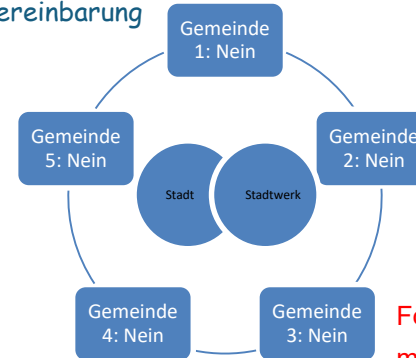 ereinbarung
Gemeinde
1: Nein
Gemeinde
5: Nein
Gemeinde
2: Nein
Stadt
Stadtwerk
Gemeinde
4: Nein
Gemeinde
3: Nein